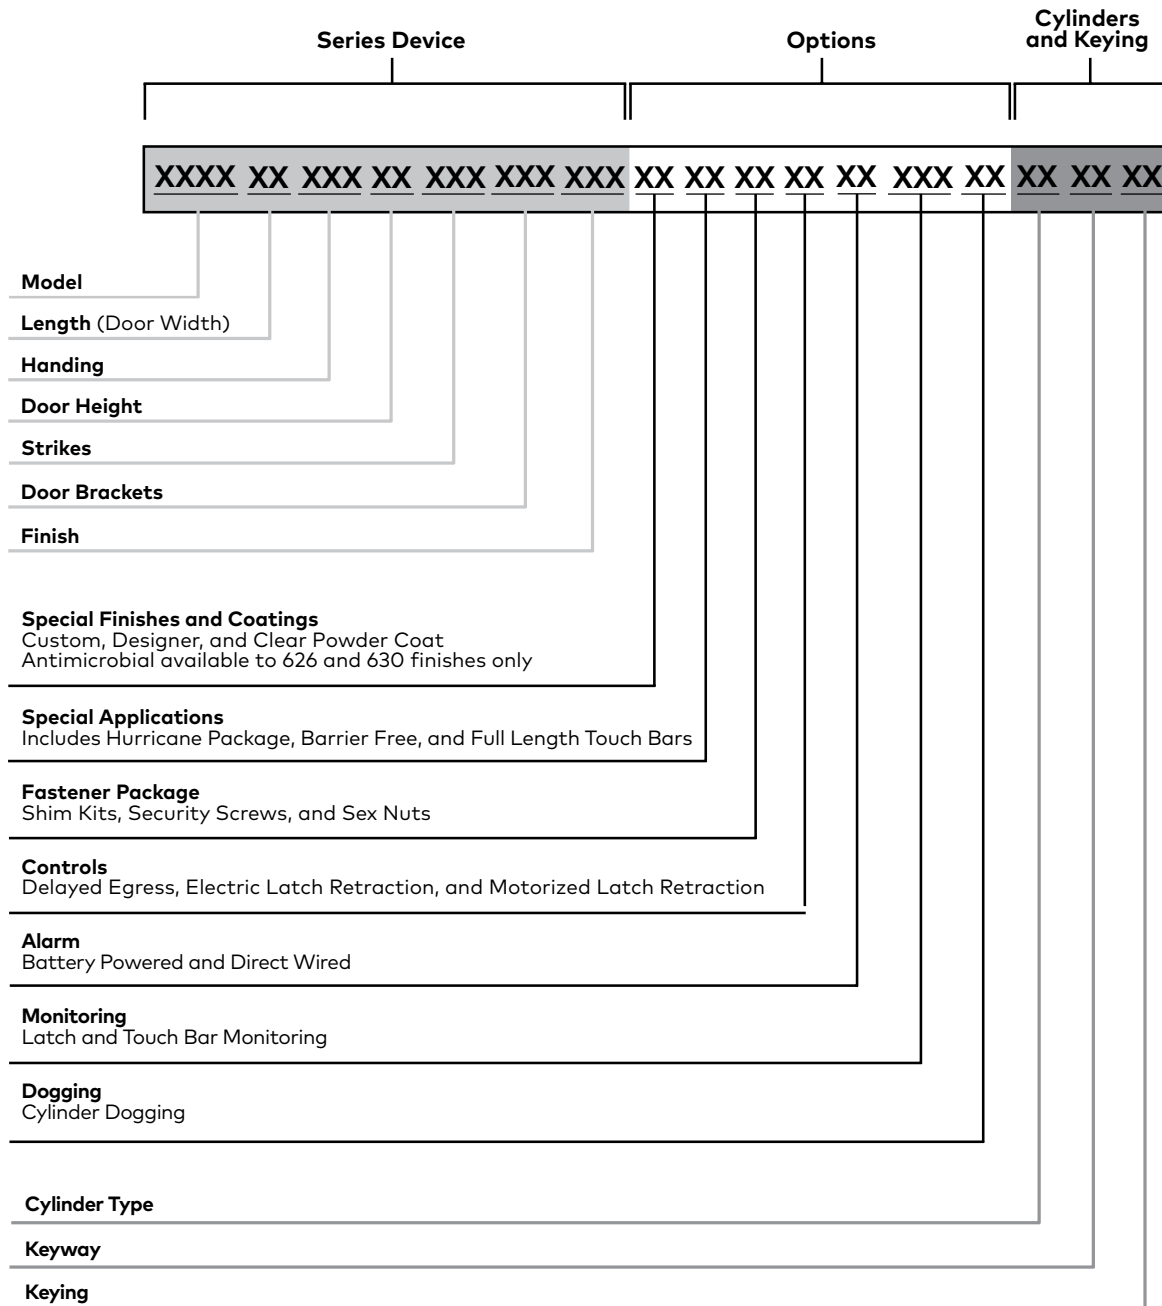 Series Device
Options
Cylinders
and Keying
XXXX XX XXX XX XXX XXX XXX XX XX XX XX XX XXX XX XX XX XX
Model
Length (Door Width)
Handing
Door Height
Strikes
Door Brackets
Finish
Special Finishes and Coatings
Custom, Designer, and Clear Powder Coat
Antimicrobial available to 626 and 630 finishes only
Special Applications
Includes Hurricane Package, Barrier Free, and Full Length Touch Bars
Fastener Package
Shim Kits, Security Screws, and Sex Nuts
Controls
Delayed Egress, Electric Latch Retraction, and Motorized Latch Retraction
Alarm
Battery Powered and Direct Wired
Monitoring
Latch and Touch Bar Monitoring
Dogging
Cylinder Dogging
Cylinder Type
Keyway
Keying